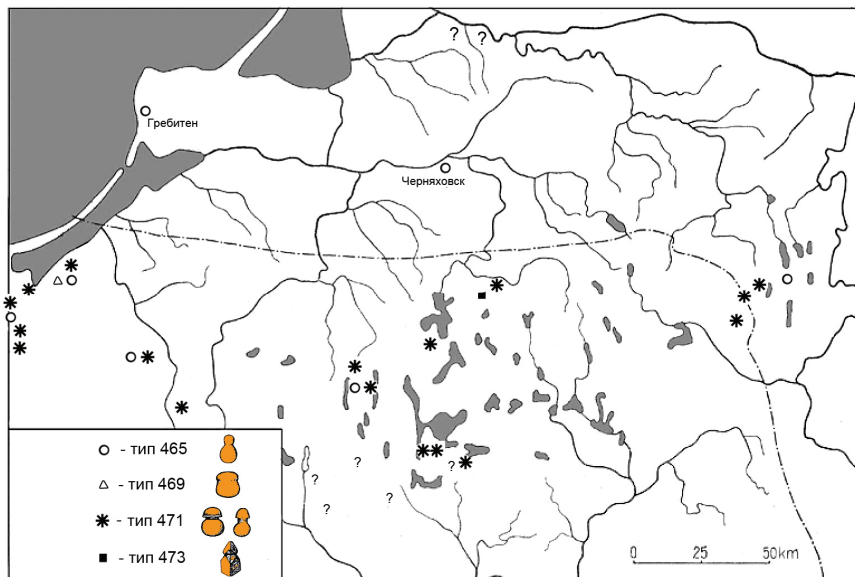 ? ?
Гребитен
Черняховск
?
?
?
?
?
- тип 465
- тип 469
- тип 471
- тип 473
0 25 50km